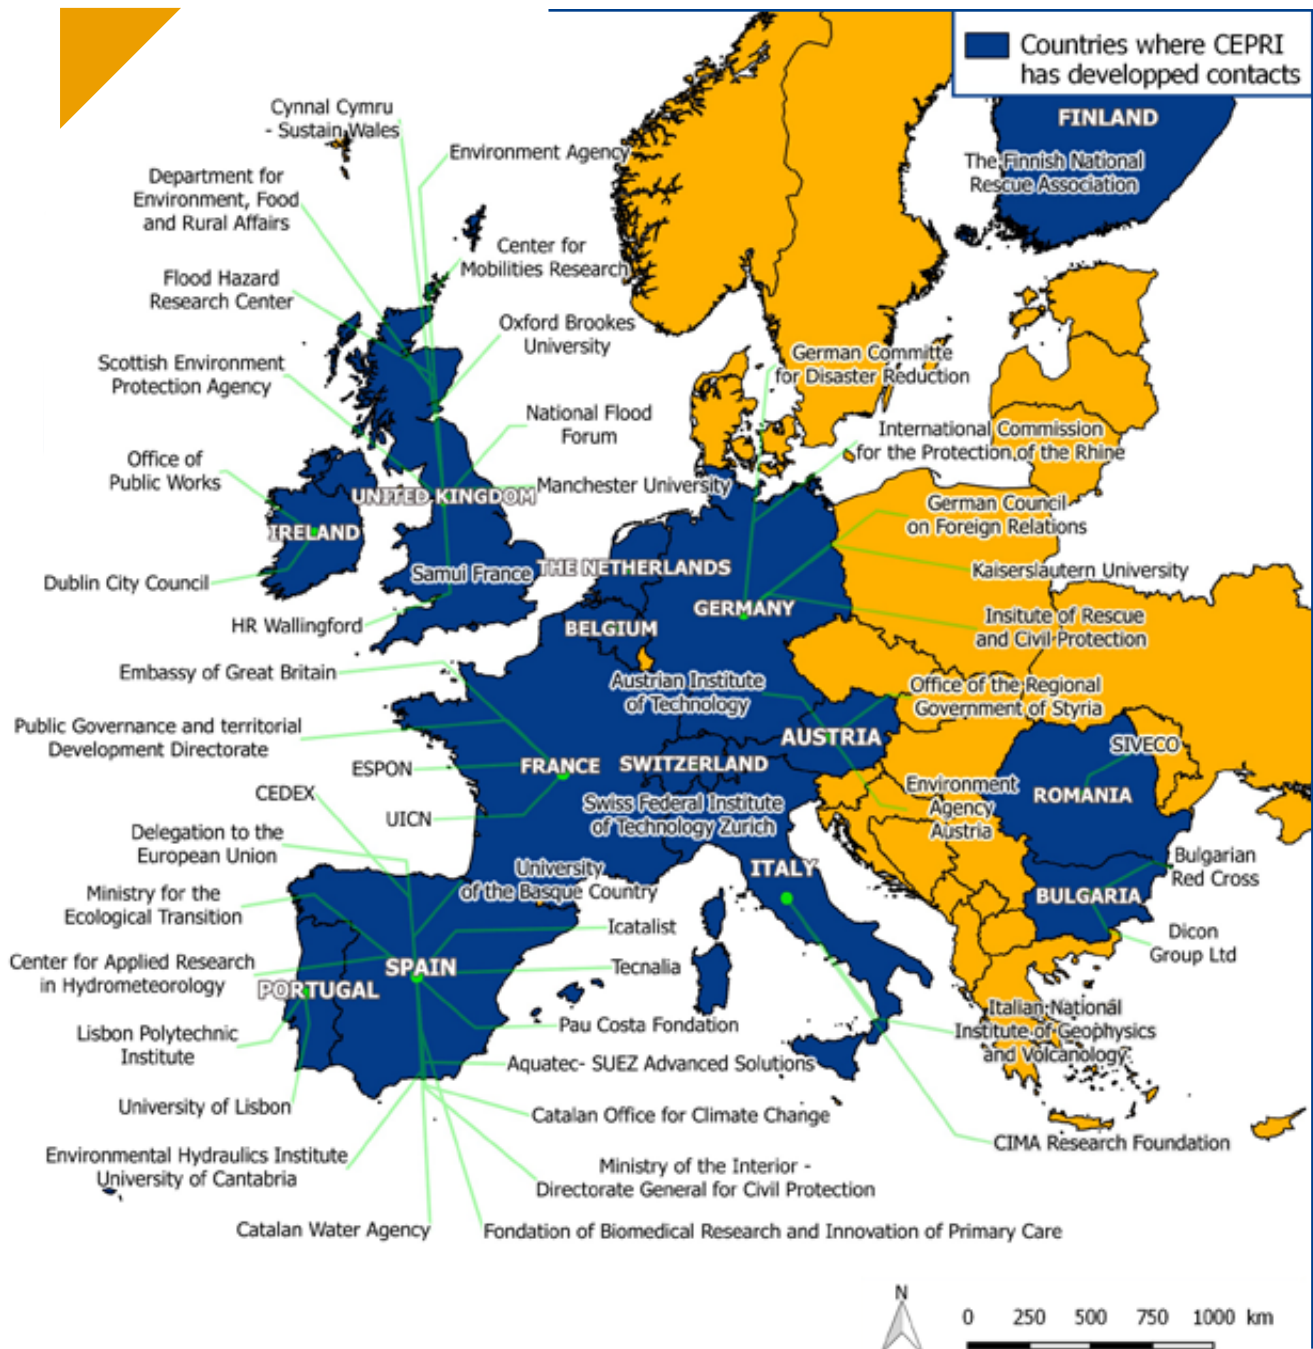 Countries where CEPRI
has developped contacts
FINLAND
The Finnish National
Rescue Association
Cynnal Cymru
- Sustain Wales
Environment Agency
Department for
Environment, Food
and Rural Affairs
Center for
Mobilities Research
Flood Hazard
Research Center
Oxford Brookes
University
Scottish Environment
Protection Agency
German Committe
for Disaster Reduction
National Flood
Forum
International Commission
for the Protection of the Rhine
Office of
Public Works
UNITED KINGDOM
Manchester University
German Council
on Foreign Relations
IRELAND
Dublin City Council
Samui France
THE NETHERLANDS
Kaiserslautern University
GERMANY
HR Wallingford
BELGIUM
Insitute of Rescue
and Civil Protection
Embassy of Great Britain
Austrian Institute
of Technology
Office of the Regional
Government of Styria
Public Governance and territorial
Development Directorate
AUSTRIA
SIVECO
ESPON
FRANCE
SWITZERLAND
CEDEX
Swiss Federal Institute
of Technology Zurich
Environment
Agency
Austria
ROMANIA
UICN
Delegation to the
European Union
University
of the Basque Country
ITALY
Bulgarian
Red Cross
BULGARIA
Ministry for the
Ecological Transition
Icatalist
Dicon
Group Ltd
Center for Applied Research
in Hydrometeorology
SPAIN
Tecnalia
PORTUGAL
Lisbon Polytechnic
Institute
Pau Costa Fondation
Italian National
Institute of Geophysics
and Volcanology
Aquatec- SUEZ Advanced Solutions
University of Lisbon
Catalan Office for Climate Change
CIMA Research Foundation
Environmental Hydraulics Institute
University of Cantabria
Ministry of the Interior -
Directorate General for Civil Protection
Catalan Water Agency
Fondation of Biomedical Research and Innovation of Primary Care
N
0 250 500 750 1000 km